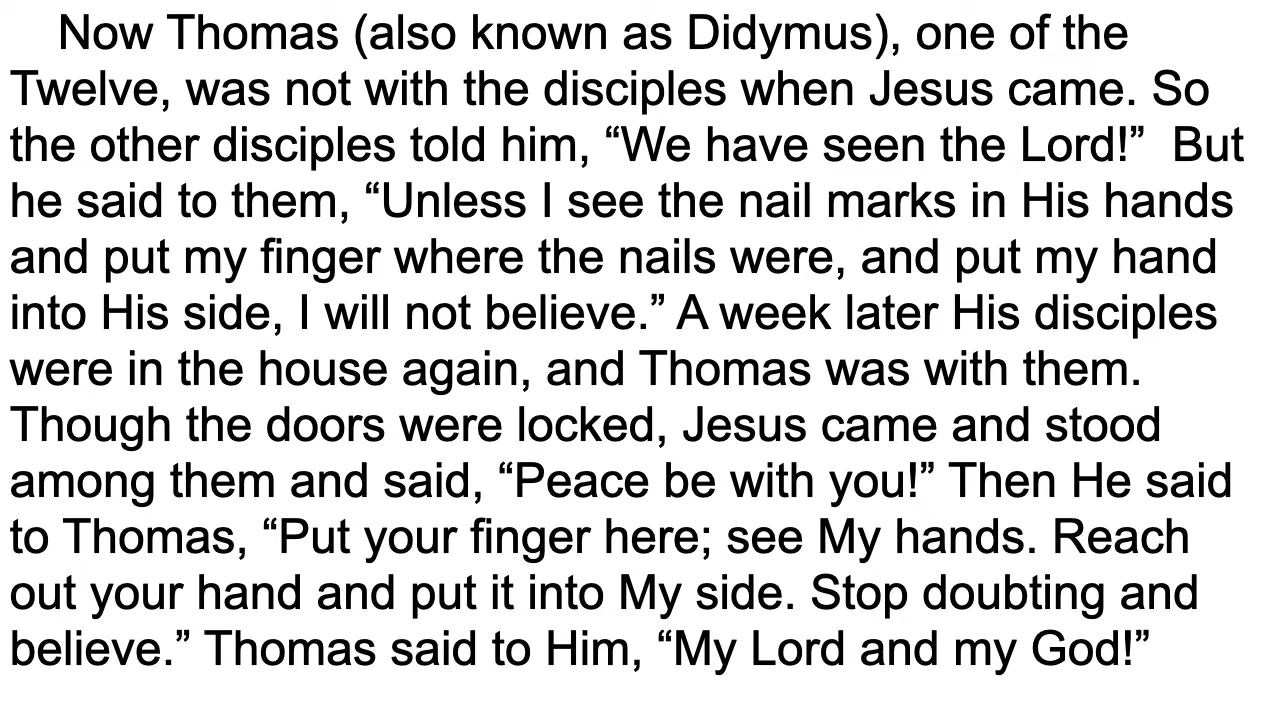 Now Thomas (also known as Didymus), one of the
Twelve, was not with the disciples when Jesus came. So
the other disciples told him, “We have seen the Lord!”  But
he said to them, “Unless I see the nail marks in His hands
and put my finger where the nails were, and put my hand
into His side, I will not believe.” A week later His disciples
were in the house again, and Thomas was with them.
Though the doors were locked, Jesus came and stood
among them and said, “Peace be with you!” Then He said
to Thomas, “Put your finger here; see My hands. Reach
out your hand and put it into My side. Stop doubting and
believe.” Thomas said to Him, “My Lord and my God!”